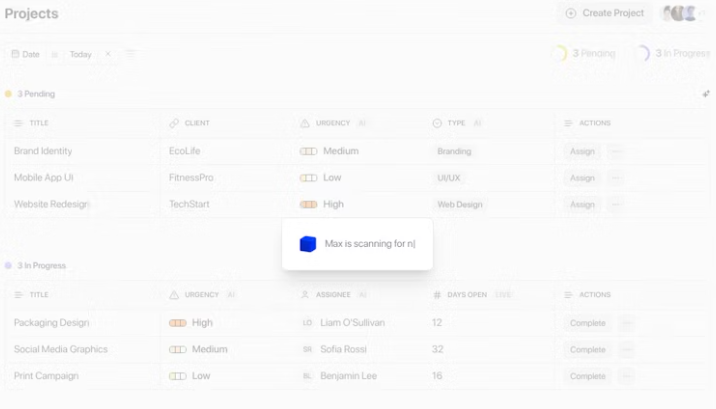 Projects
Create Project
Date is Today ×
3 Pending
3 In Progress
3 Pending
TITLE CLIENT URGENCY AI TYPE AI ACTIONS
Brand Identity EcoLife Medium Branding Assign
Mobile App UI FitnessPro Low UI/UX Assign
Website Redesign TechStart High Web Design Assign
Max is scanning for n|
3 In Progress
TITLE URGENCY AI ASSIGNEE AI DAYS OPEN LIVE ACTIONS
Packaging Design High LO Liam O'Sullivan 12 Complete
Social Media Graphics Medium SR Sofia Rossi 32 Complete
Print Campaign Low BL Benjamin Lee 16 Complete